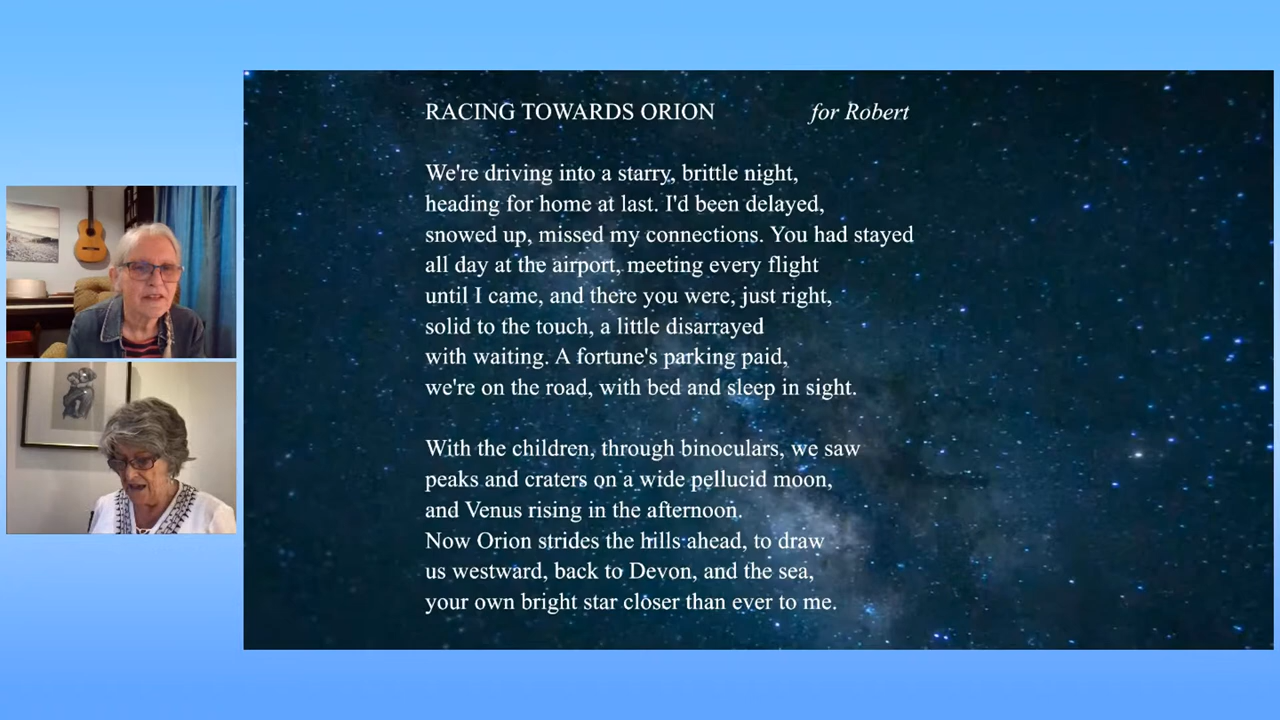 RACING TOWARDS ORION for Robert
We're driving into a starry, brittle night,
heading for home at last. I'd been delayed,
snowed up, missed my connections. You had stayed
all day at the airport, meeting every flight
until I came, and there you were, just right,
solid to the touch, a little disarrayed
with waiting. A fortune's parking paid,
we're on the road, with bed and sleep in sight.
With the children, through binoculars, we saw
peaks and craters on a wide pellucid moon,
and Venus rising in the afternoon.
Now Orion strides the hills ahead, to draw
us westward, back to Devon, and the sea,
your own bright star closer than ever to me.